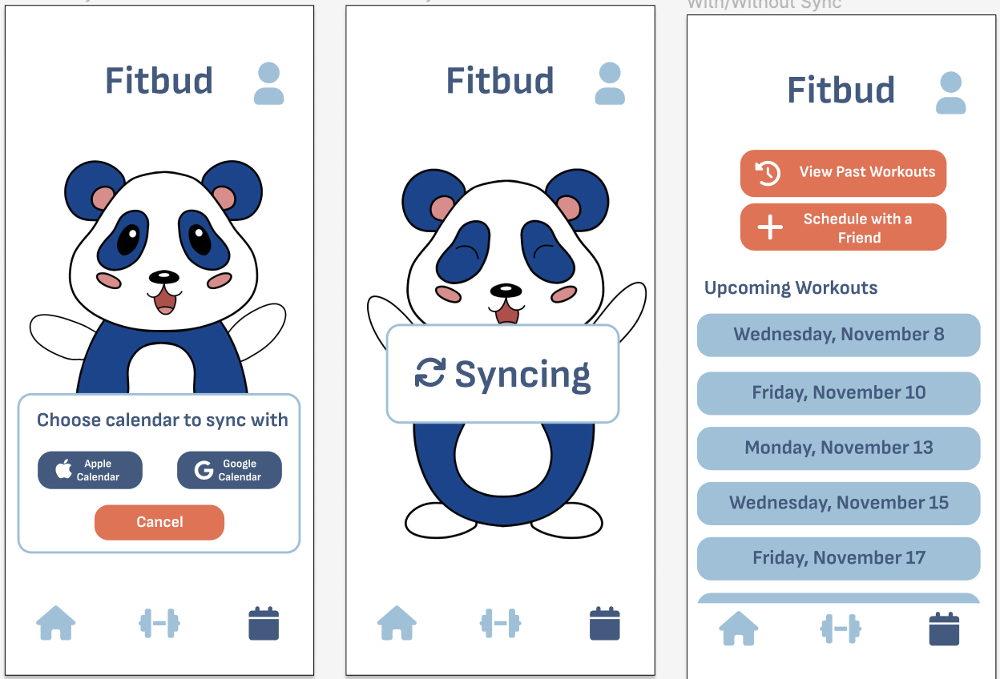 With/Without Sync
Fitbud
Choose calendar to sync with
Apple
Calendar
Google
Calendar
Cancel
Fitbud
Syncing
Fitbud
View Past Workouts
Schedule with a
Friend
Upcoming Workouts
Wednesday, November 8
Friday, November 10
Monday, November 13
Wednesday, November 15
Friday, November 17